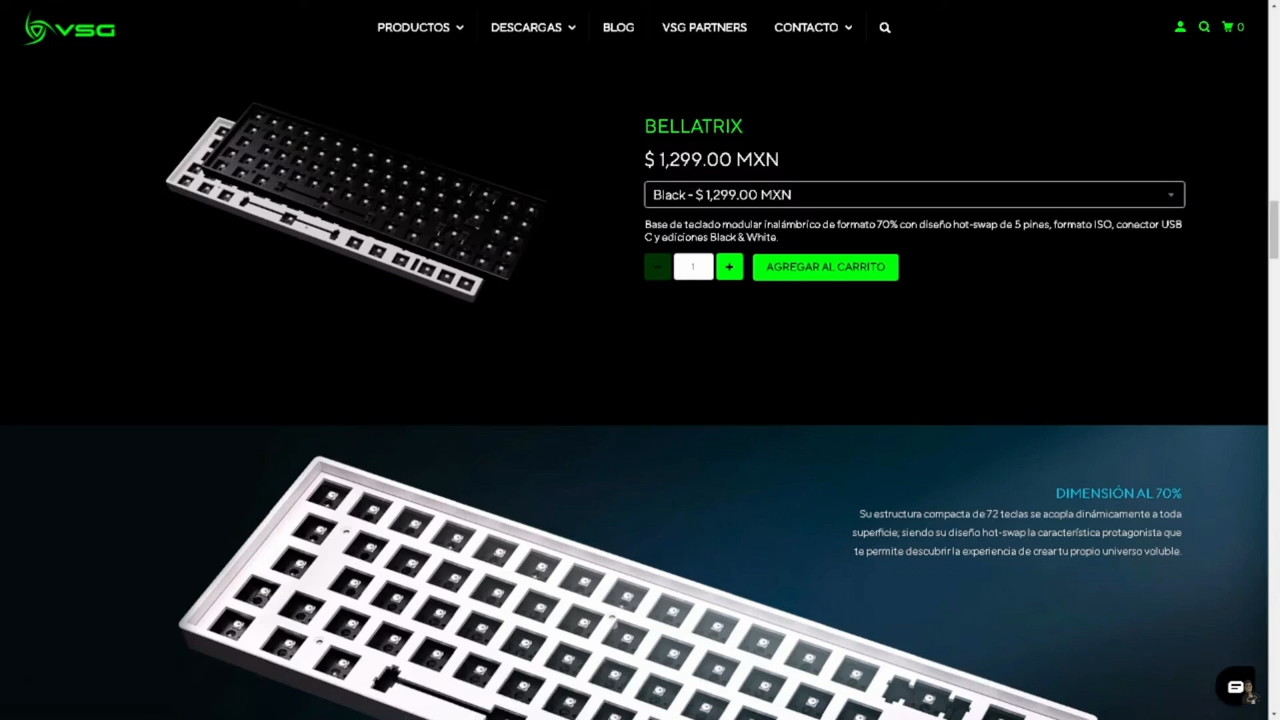 VSG
PRODUCTOS
DESCARGAS
BLOG
VSG PARTNERS
CONTACTO
0
BELLATRIX
$ 1,299.00 MXN
Black - $ 1,299.00 MXN
Base de teclado modular inalámbrico de formato 70% con diseño hot-swap de 5 pines, formato ISO, conector USB
C y ediciones Black & White.
- 1 +
AGREGAR AL CARRITO
DIMENSIÓN AL 70%
Su estructura compacta de 72 teclas se acopla dinámicamente a toda
superficie; siendo su diseño hot-swap la característica protagonista que
te permite descubrir la experiencia de crear tu propio universo voluble.